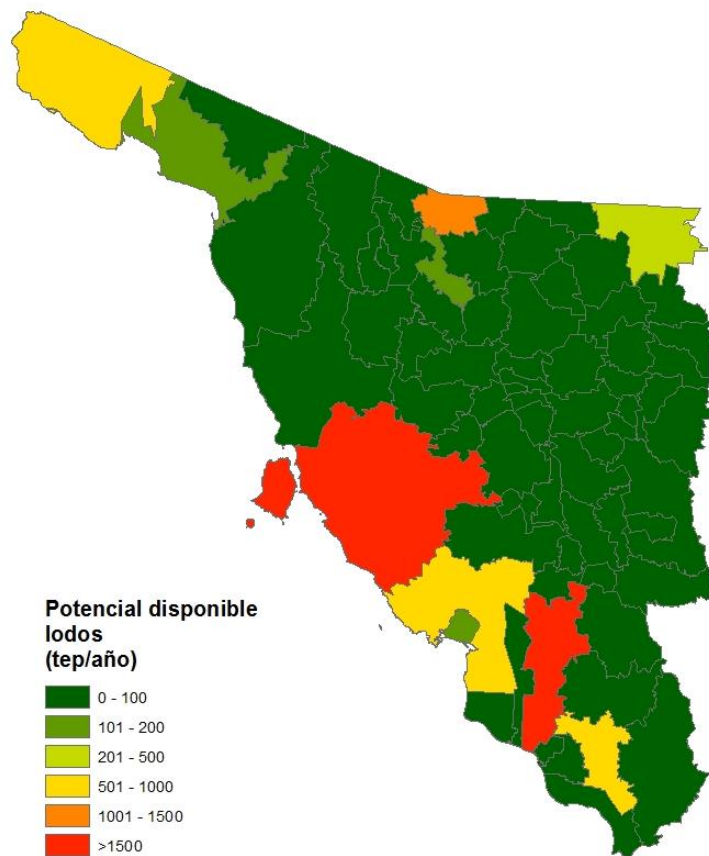 Potencial disponible
lodos
(tep/año)
0 - 100
101 - 200
201 - 500
501 - 1000
1001 - 1500
>1500